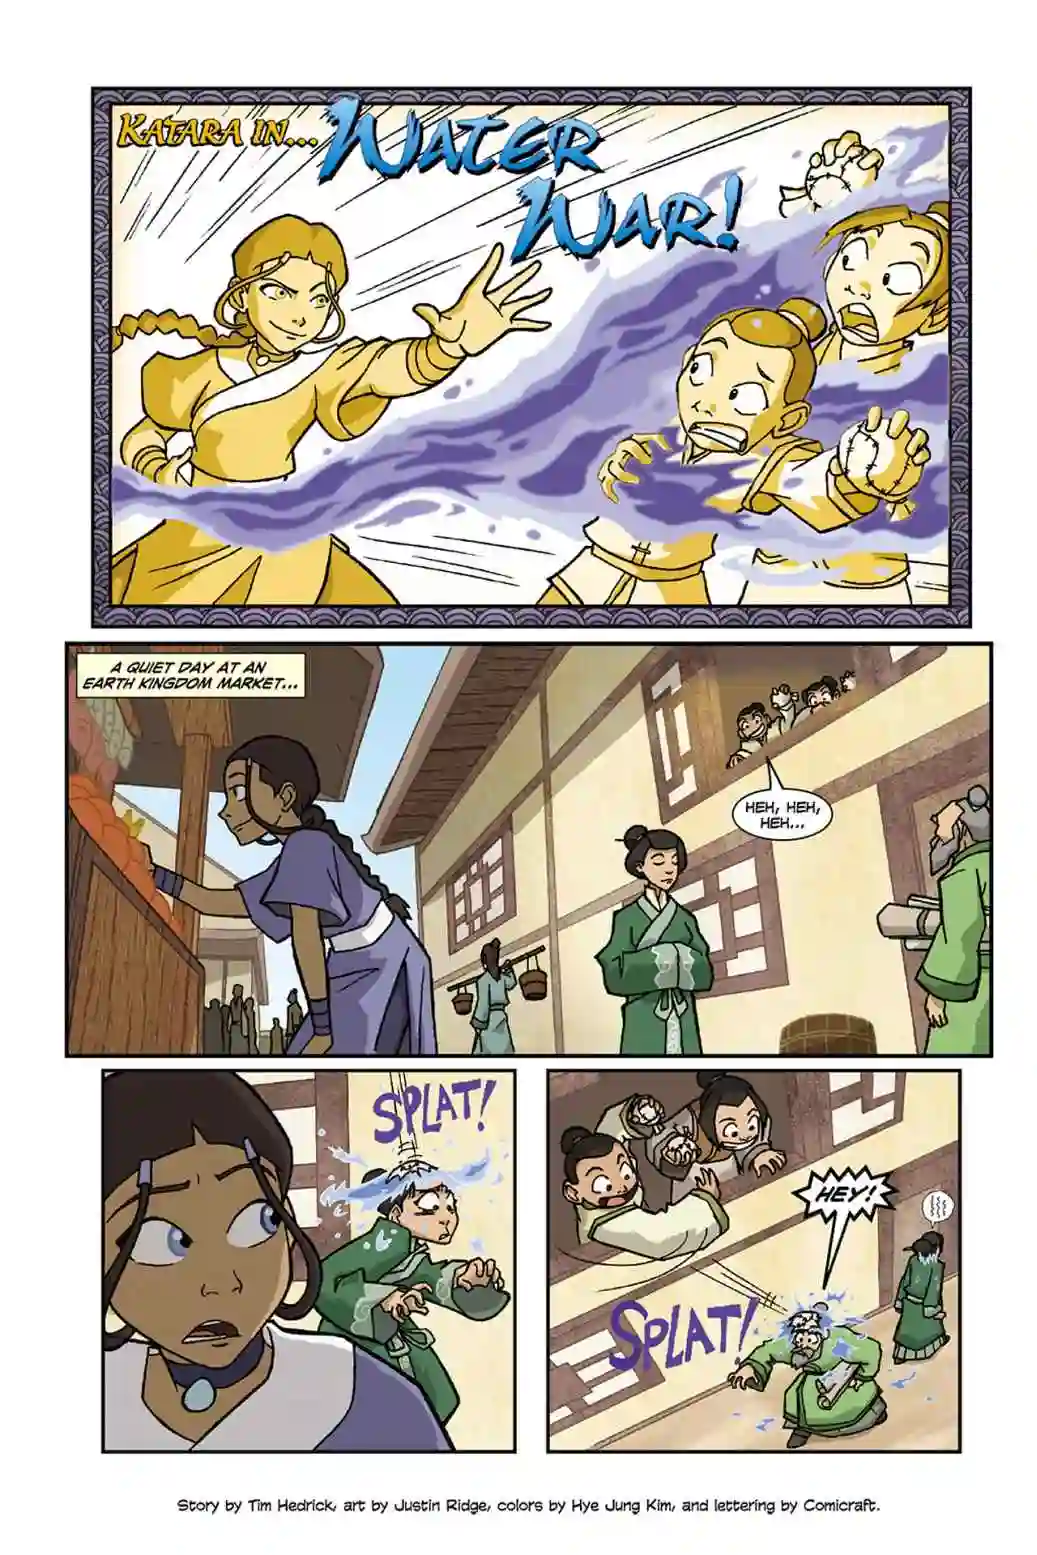 KATARA IN...
WATER
WAR!
A QUIET DAY AT AN
EARTH KINGDOM MARKET...
HEH, HEH,
HEH...
SPLAT!
HEY!
SPLAT!
Story by Tim Hedrick, art by Justin Ridge, colors by Hye Jung Kim, and lettering by Comicraft.